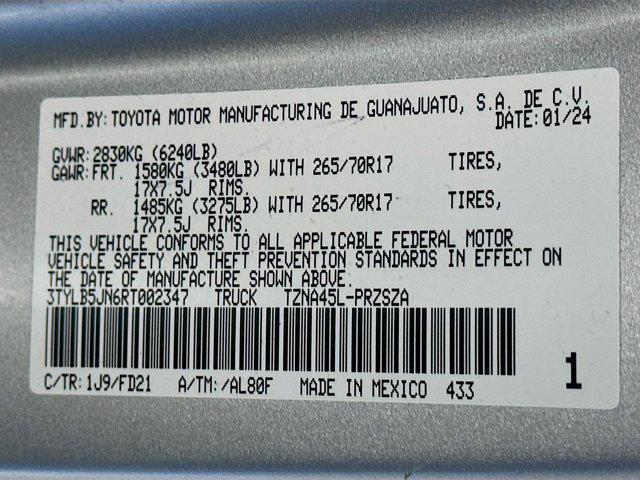 MFD.BY: TOYOTA MOTOR MANUFACTURING DE GUANAJUATO, S.A. DE C.V.
DATE: 01/24
GVWR: 2830KG (6240LB)
GAWR: FRT. 1580KG (3480LB) WITH 265/70R17 TIRES,
17X7.5J RIMS.
RR. 1485KG (3275LB) WITH 265/70R17 TIRES,
17X7.5J RIMS.
THIS VEHICLE CONFORMS TO ALL APPLICABLE FEDERAL MOTOR
VEHICLE SAFETY AND THEFT PREVENTION STANDARDS IN EFFECT ON
THE DATE OF MANUFACTURE SHOWN ABOVE.
3TYLB5JN6RT002347 TRUCK TZNA45L-PRZSZA
C/TR: 1J9/FD21 A/TM: /AL80F MADE IN MEXICO 433 1